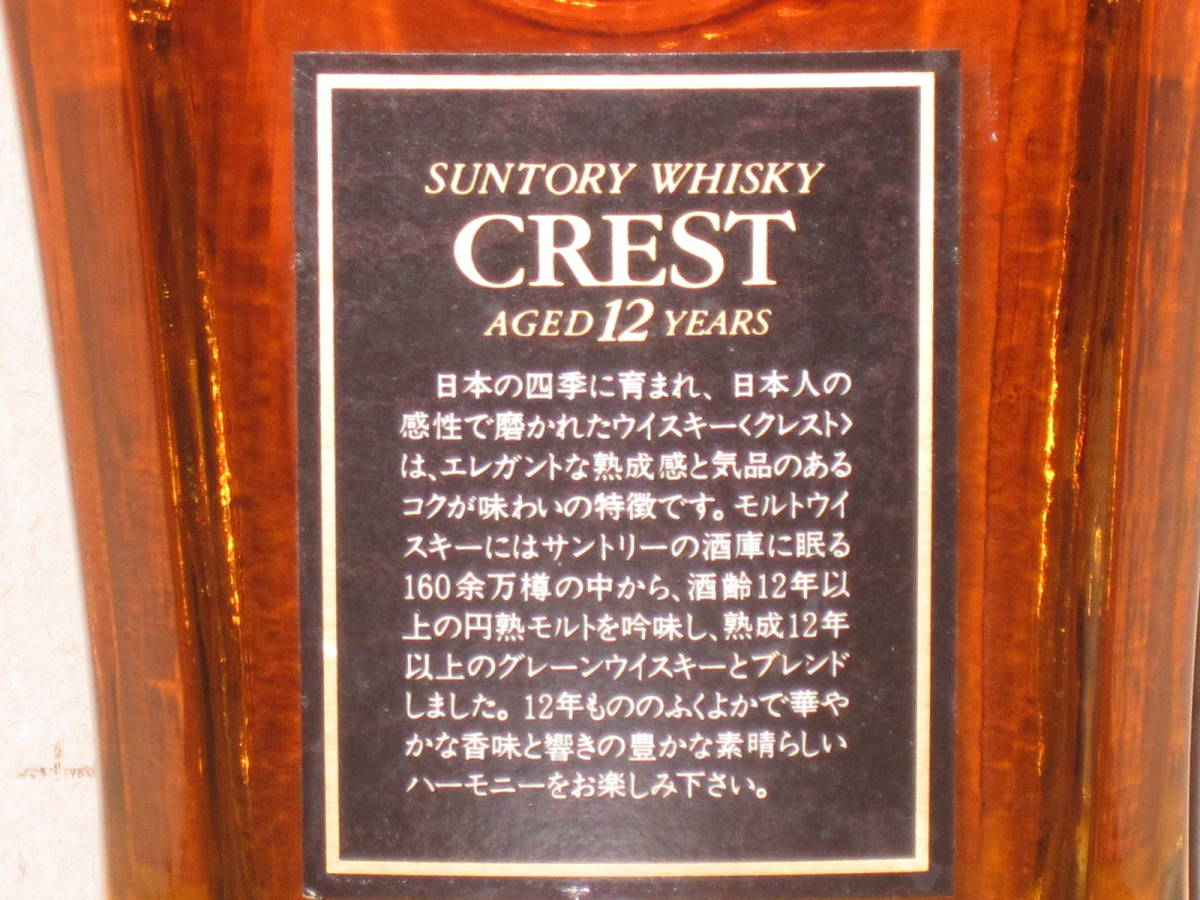 SUNTORY WHISKY
CREST
AGED 12 YEARS
日本の四季に育まれ、日本人の
感性で磨かれたウイスキー〈クレスト〉
は、エレガントな熟成感と気品のある
コクが味わいの特徴です。モルトウイ
スキーにはサントリーの酒庫に眠る
160余万樽の中から、酒齢12年以
上の円熟モルトを吟味し、熟成12年
以上のグレーンウイスキーとブレンド
しました。12年もののふくよかで華や
かな香味と響きの豊かな素晴らしい
ハーモニーをお楽しみ下さい。